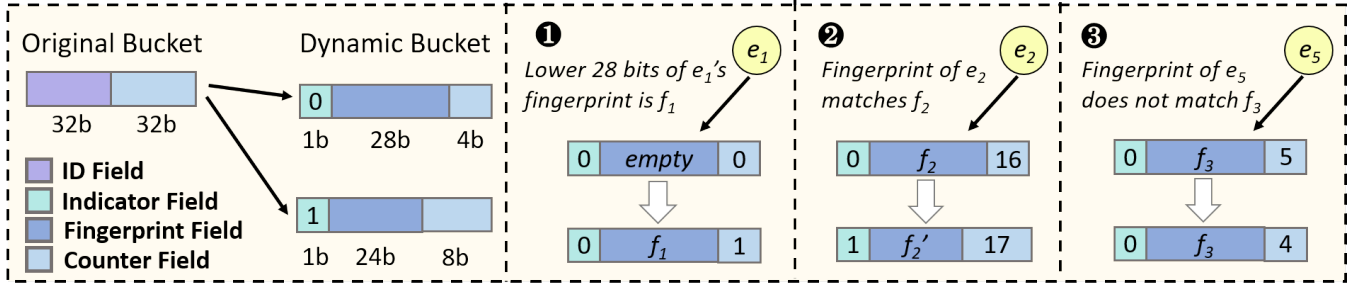 Original Bucket
32b 32b
ID Field
Indicator Field
Fingerprint Field
Counter Field
Dynamic Bucket
0
1b 28b 4b
1
1b 24b 8b
❶
e1
Lower 28 bits of e1's
fingerprint is f1
0 empty 0
0 f1 1
❷
e2
Fingerprint of e2
matches f2
0 f2 16
1 f2' 17
❸
e5
Fingerprint of e5
does not match f3
0 f3 5
0 f3 4